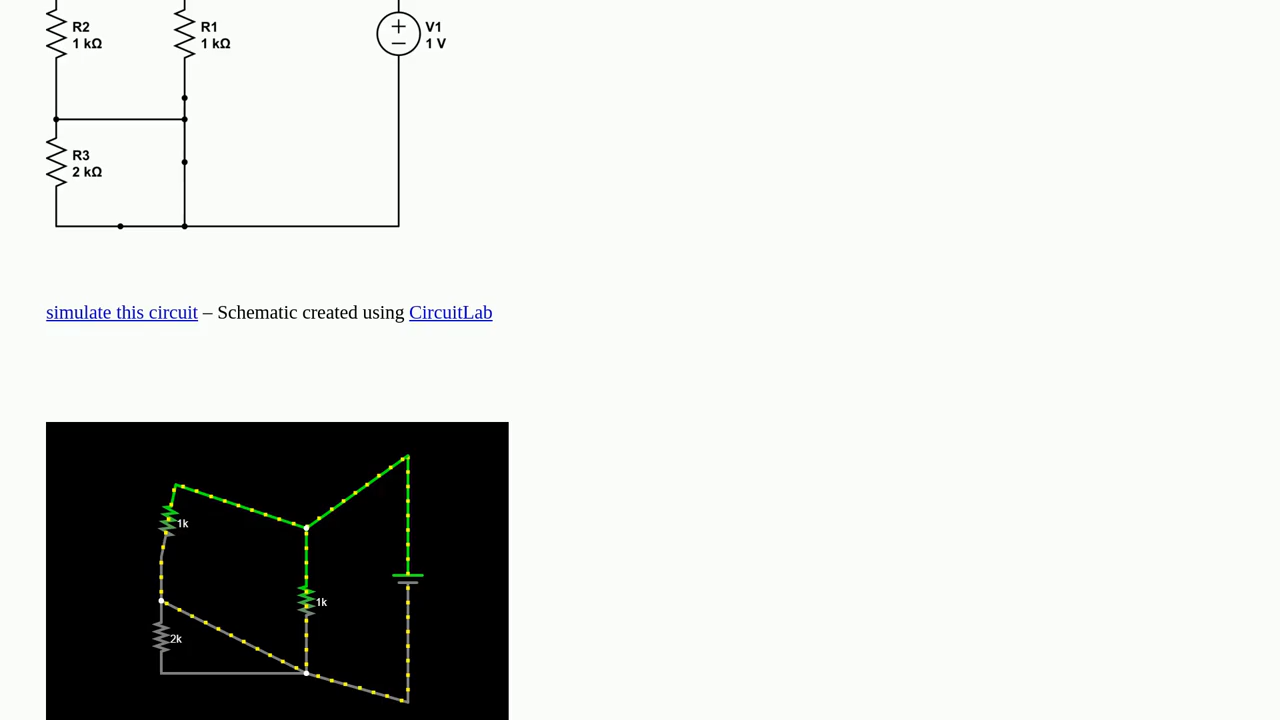 R2
1 kΩ
R1
1 kΩ
V1
1 V
R3
2 kΩ
simulate this circuit – Schematic created using CircuitLab
1k
1k
2k